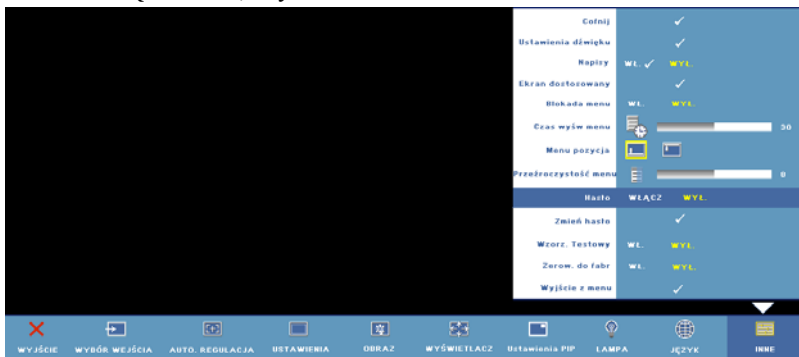 Cofnij
Ustawienia dźwięku
Napizy WŁ. WYŁ.
Ekran dostosowany
Blokada menu WŁ. WYŁ.
Czas wyśw menu 30
Menu pozycja
Przeźroczystość menu 0
Hasło WŁĄCZ WYŁ.
Zmień hasło
Wzorz. Testowy WŁ. WYŁ.
Zerow. do fabr WŁ. WYŁ.
Wyjście z menu
WYJŚCIE WYBÓR WEJŚCIA AUTO. REGULACJA USTAWIENIA OBRAZ WYŚWIETLACZ Ustawienia PIP LAMPA JĘZYK INNE